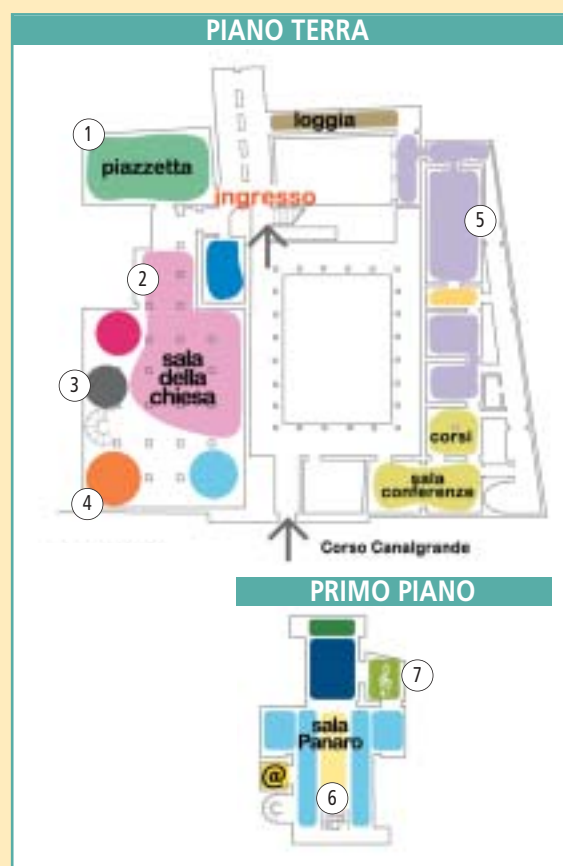 PIANO TERRA
loggia
1
piazzetta
ingresso
5
2
sala
della
chiesa
3
corsi
sala
conferenze
4
Corso Canalgrande
PRIMO PIANO
7
sala
Panaro
@
6